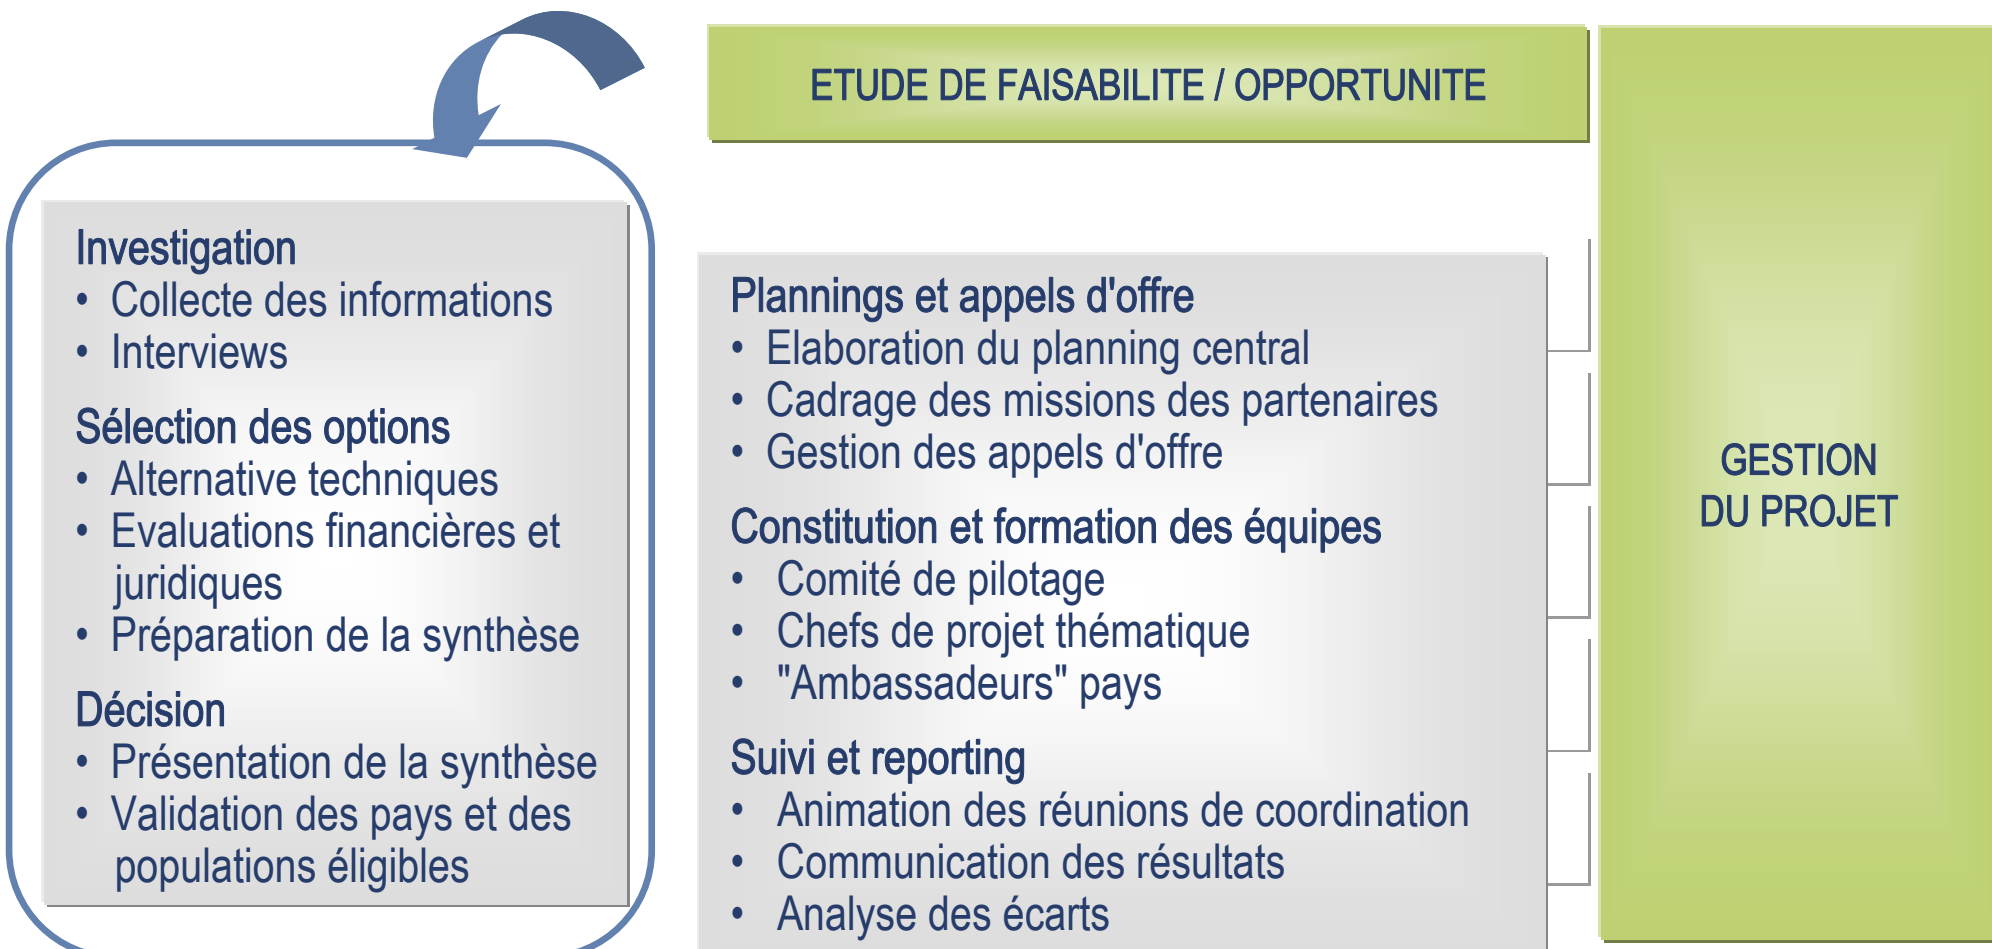 ETUDE DE FAISABILITE / OPPORTUNITE
Investigation
• Collecte des informations
• Interviews
Sélection des options
• Alternative techniques
• Evaluations financières et
juridiques
• Préparation de la synthèse
Décision
• Présentation de la synthèse
• Validation des pays et des
populations éligibles
Plannings et appels d'offre
• Elaboration du planning central
• Cadrage des missions des partenaires
• Gestion des appels d'offre
Constitution et formation des équipes
• Comité de pilotage
• Chefs de projet thématique
• "Ambassadeurs" pays
Suivi et reporting
• Animation des réunions de coordination
• Communication des résultats
• Analyse des écarts
GESTION
DU PROJET